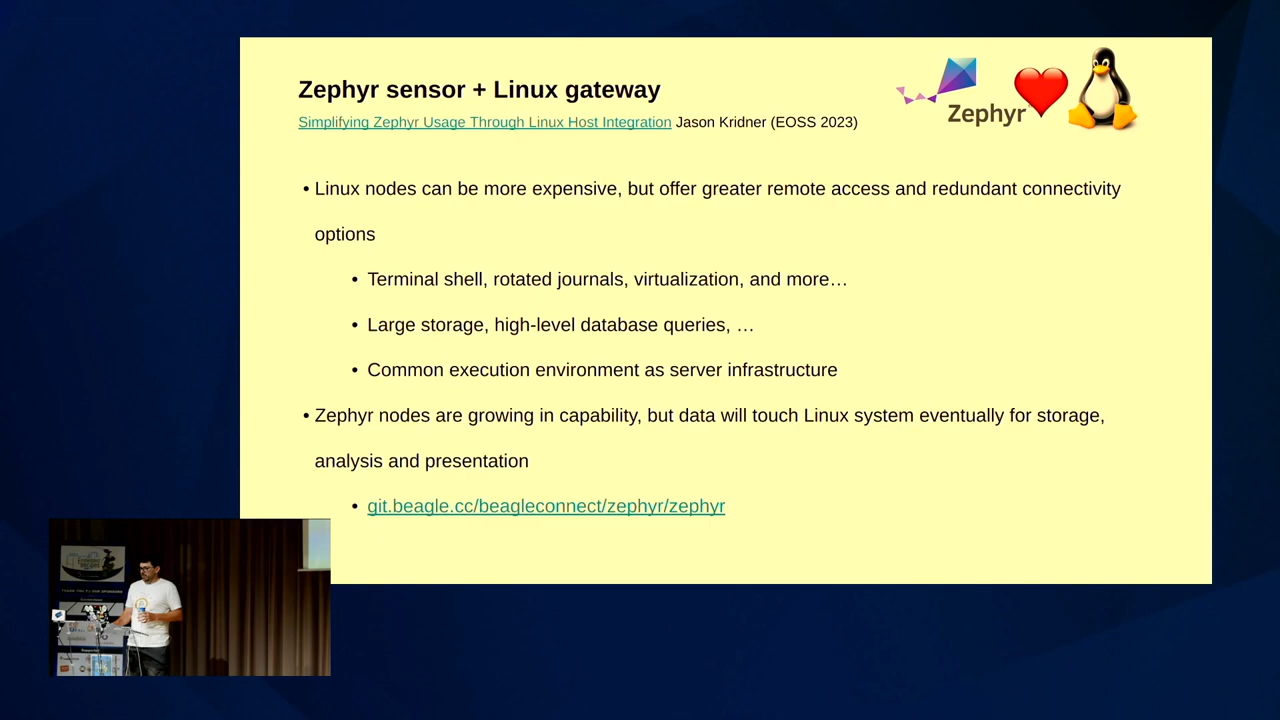 Zephyr sensor + Linux gateway
Simplifying Zephyr Usage Through Linux Host Integration Jason Kridner (EOSS 2023)
Zephyr
• Linux nodes can be more expensive, but offer greater remote access and redundant connectivity
options
• Terminal shell, rotated journals, virtualization, and more…
• Large storage, high-level database queries, …
• Common execution environment as server infrastructure
• Zephyr nodes are growing in capability, but data will touch Linux system eventually for storage,
analysis and presentation
• git.beagle.cc/beagleconnect/zephyr/zephyr